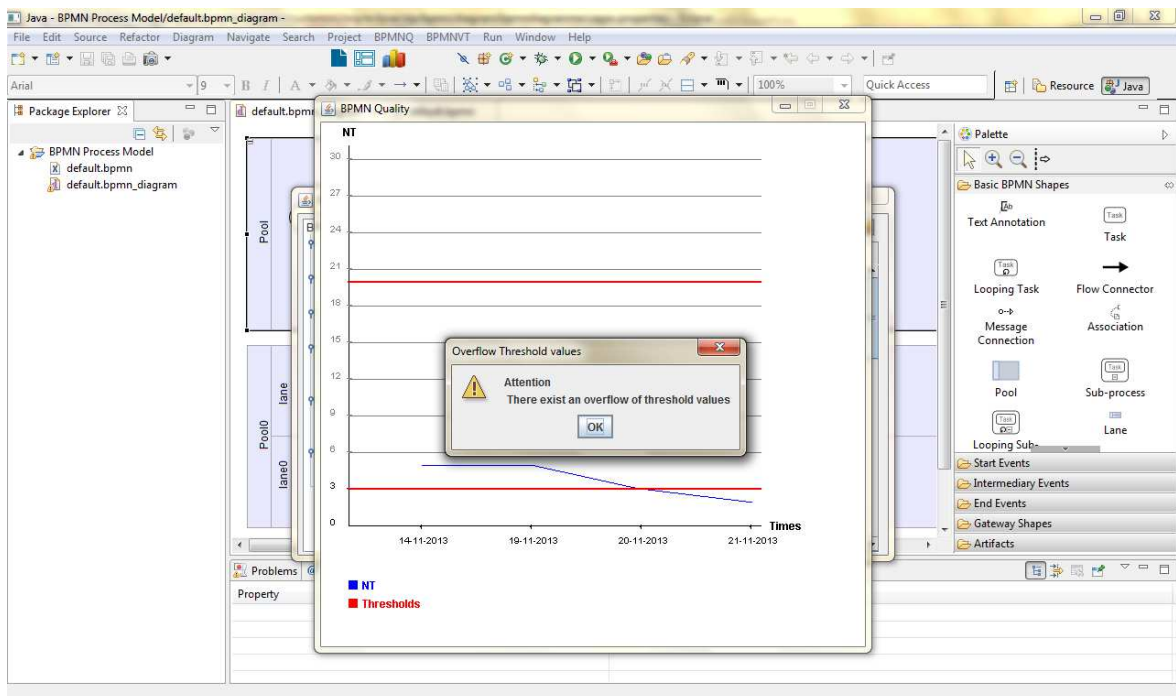 Java - BPMN Process Model/default.bpmn_diagram -
File Edit Source Refactor Diagram Navigate Search Project BPMNQ BPMNVT Run Window Help
Arial 9 B I A 100% Quick Access Resource Java
Package Explorer
BPMN Process Model
default.bpmn
default.bpmn_diagram
default.bpmn
Pool
Pool0
lane
lane0
BPMN Quality
NT
30
27
24
21
18
15
12
9
6
3
0
Times
14-11-2013 19-11-2013 20-11-2013 21-11-2013
NT
Thresholds
Overflow Threshold values
Attention
There exist an overflow of threshold values
OK
Palette
Basic BPMN Shapes
Text Annotation
Task
Task
Task
Looping Task
Flow Connector
Message
Connection
Association
Pool
Task
Sub-process
Task
Looping Sub-
Lane
Start Events
Intermediary Events
End Events
Gateway Shapes
Artifacts
Problems
Property